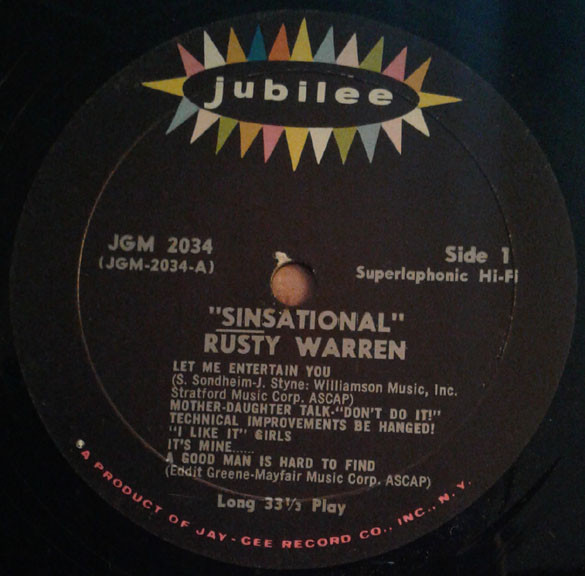 jubilee
JGM 2034
(JGM-2034-A)
Side 1
Superlaphonic Hi-Fi
"SINSATIONAL"
RUSTY WARREN
LET ME ENTERTAIN YOU
(S. Sondheim-J. Styne: Williamson Music, Inc.
Stratford Music Corp. ASCAP)
MOTHER-DAUGHTER TALK-"DON'T DO IT!"
TECHNICAL IMPROVEMENTS BE HANGED!
"I LIKE IT" GIRLS
IT'S MINE......
A GOOD MAN IS HARD TO FIND
(Eddit Greene-Mayfair Music Corp. ASCAP)
Long 33⅓ Play
A PRODUCT OF JAY-GEE RECORD CO., INC., N.Y.